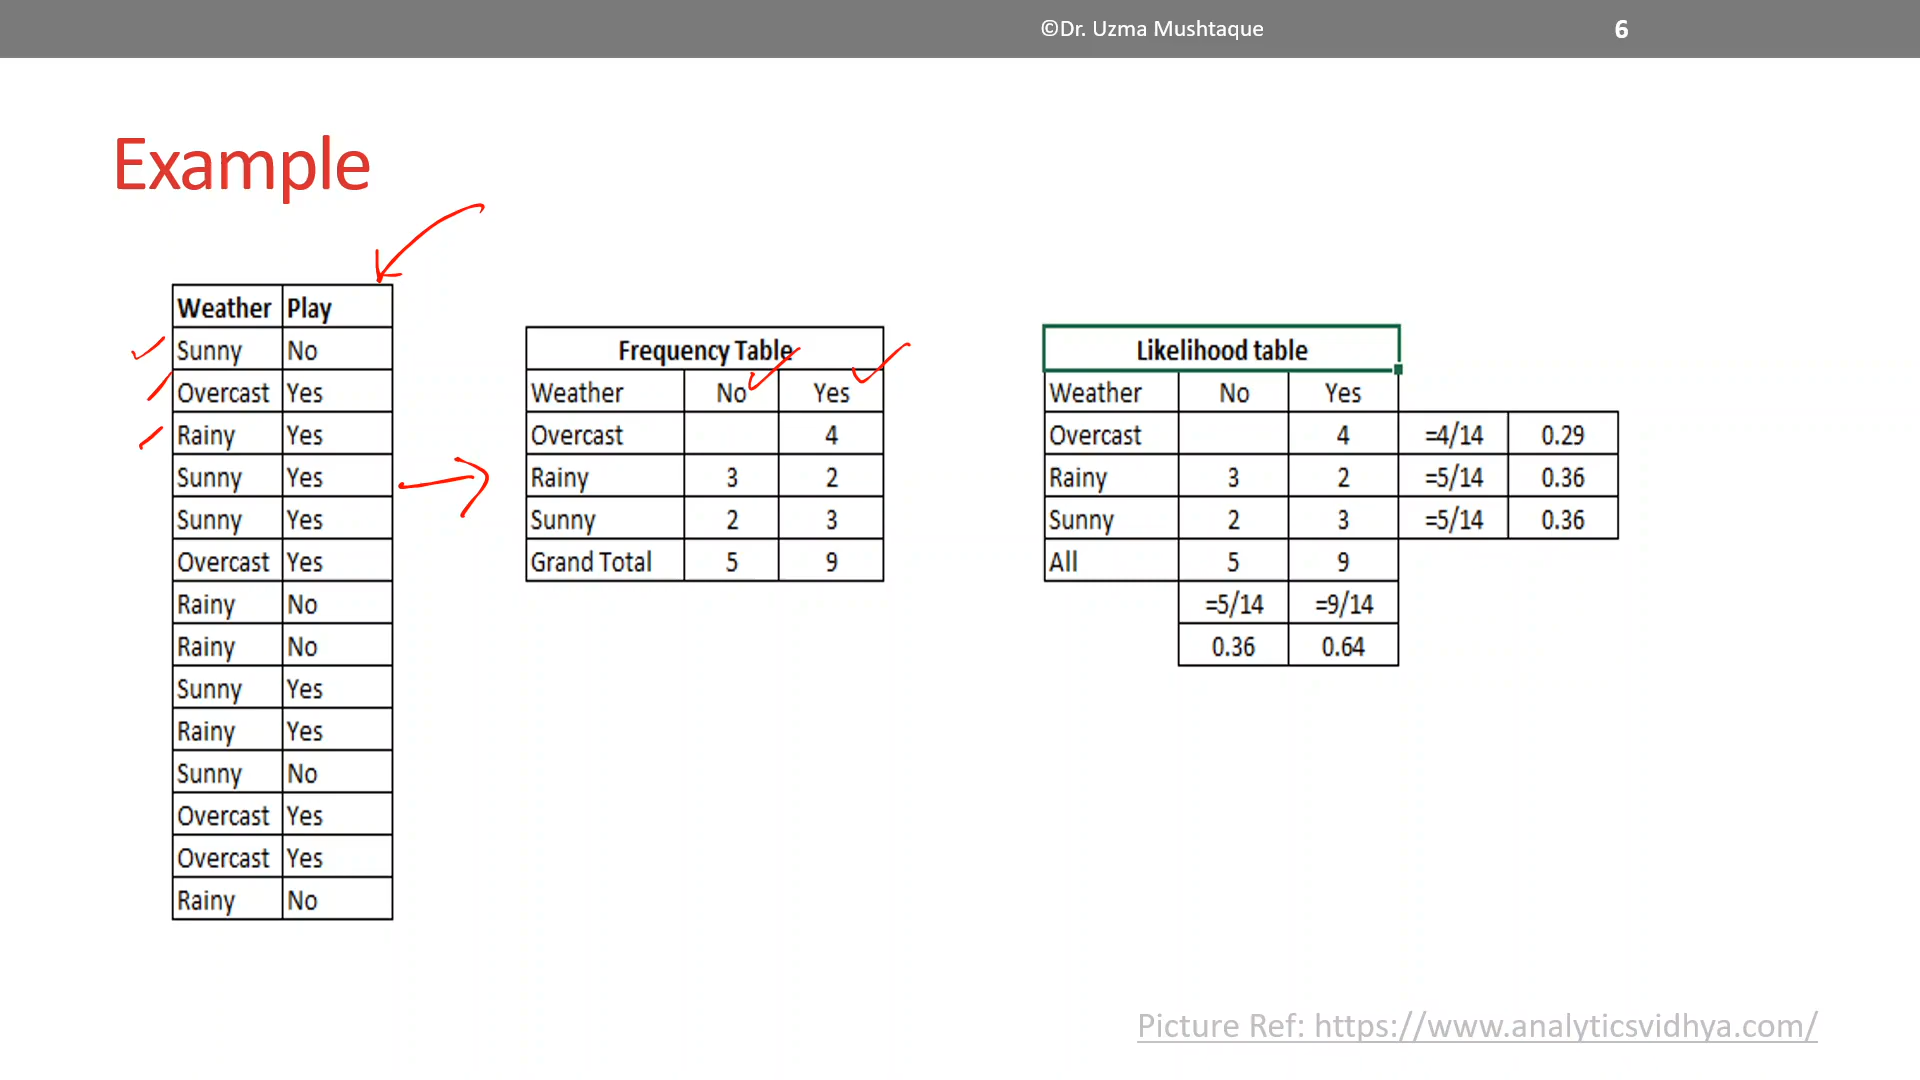 ©Dr. Uzma Mushtaque 6
Example
Weather Play
Sunny No
Overcast Yes
Rainy Yes
Sunny Yes
Sunny Yes
Overcast Yes
Rainy No
Rainy No
Sunny Yes
Rainy Yes
Sunny No
Overcast Yes
Overcast Yes
Rainy No
Frequency Table
Weather No Yes
Overcast 4
Rainy 3 2
Sunny 2 3
Grand Total 5 9
Likelihood table
Weather No Yes
Overcast 4 =4/14 0.29
Rainy 3 2 =5/14 0.36
Sunny 2 3 =5/14 0.36
All 5 9
=5/14 =9/14
0.36 0.64
Picture Ref: https://www.analyticsvidhya.com/